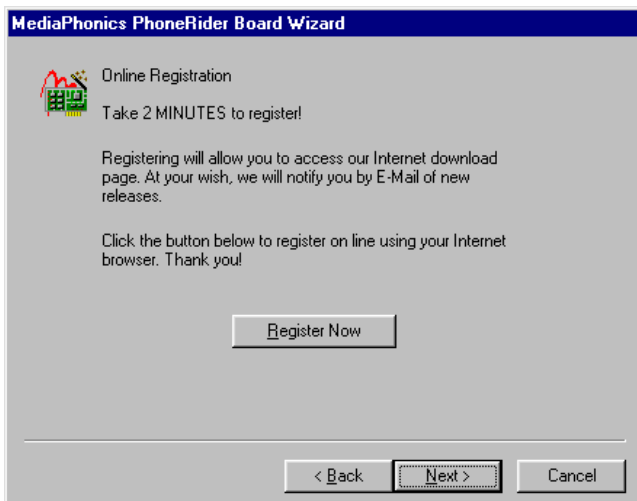 MediaPhonics PhoneRider Board Wizard
Online Registration
Take 2 MINUTES to register!
Registering will allow you to access our Internet download
page. At your wish, we will notify you by E-Mail of new
releases.
Click the button below to register on line using your Internet
browser. Thank you!
Register Now
< Back Next > Cancel